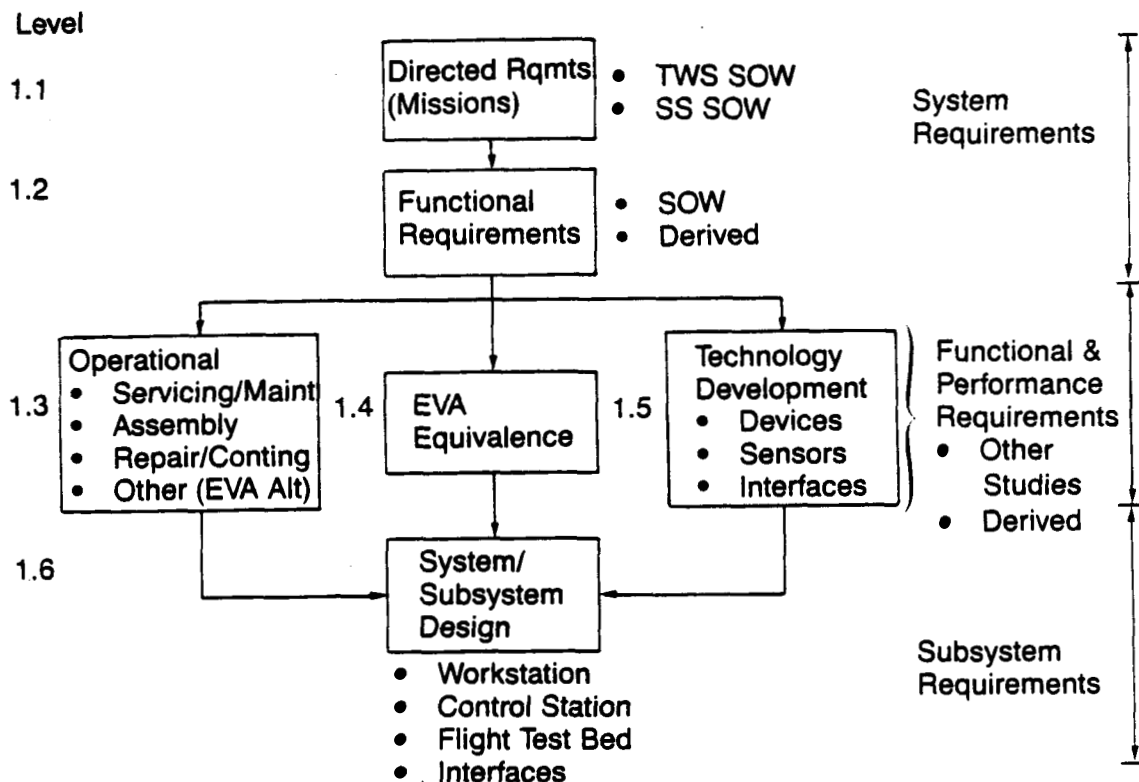 Level
1.1
Directed Rqmts
(Missions)
• TWS SOW
• SS SOW
System
Requirements
1.2
Functional
Requirements
• SOW
• Derived
1.3
Operational
• Servicing/Maint
• Assembly
• Repair/Conting
• Other (EVA Alt)
1.4
EVA
Equivalence
1.5
Technology
Development
• Devices
• Sensors
• Interfaces
Functional &
Performance
Requirements
• Other
Studies
• Derived
1.6
System/
Subsystem
Design
• Workstation
• Control Station
• Flight Test Bed
• Interfaces
Subsystem
Requirements